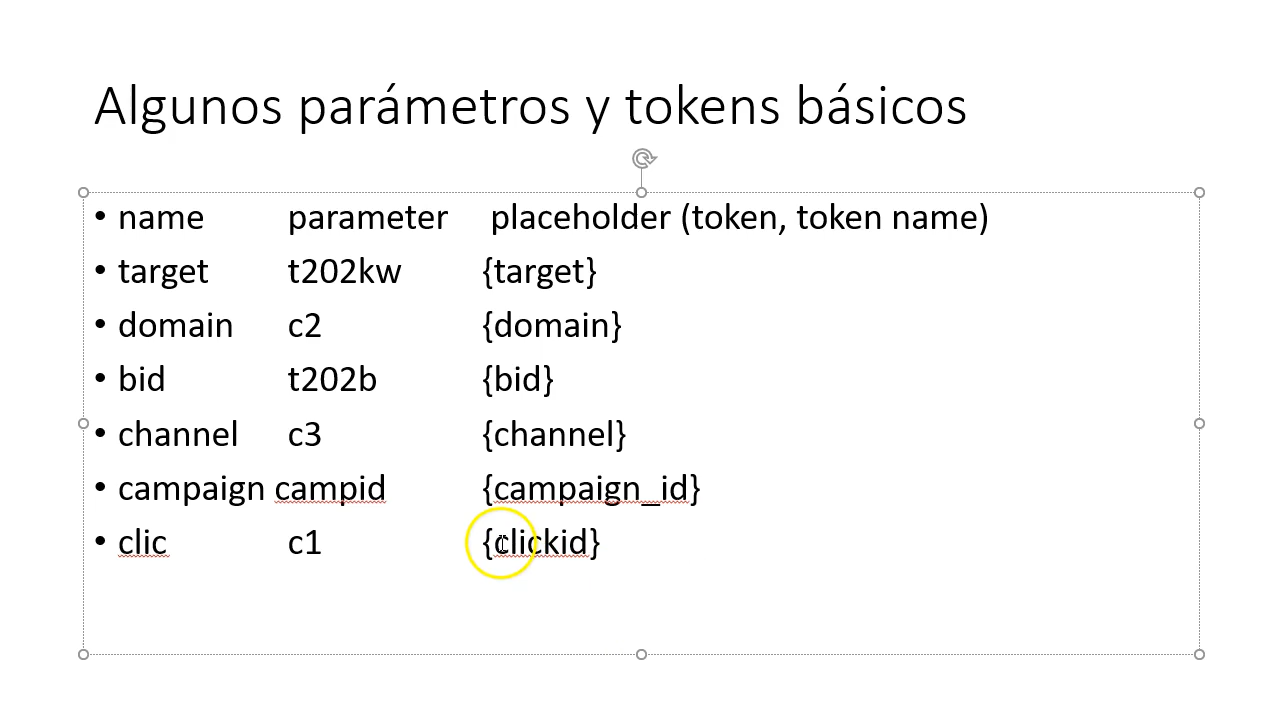 Algunos parámetros y tokens básicos
• name parameter placeholder (token, token name)
• target t202kw {target}
• domain c2 {domain}
• bid t202b {bid}
• channel c3 {channel}
• campaign campid {campaign_id}
• clic c1 {clickid}